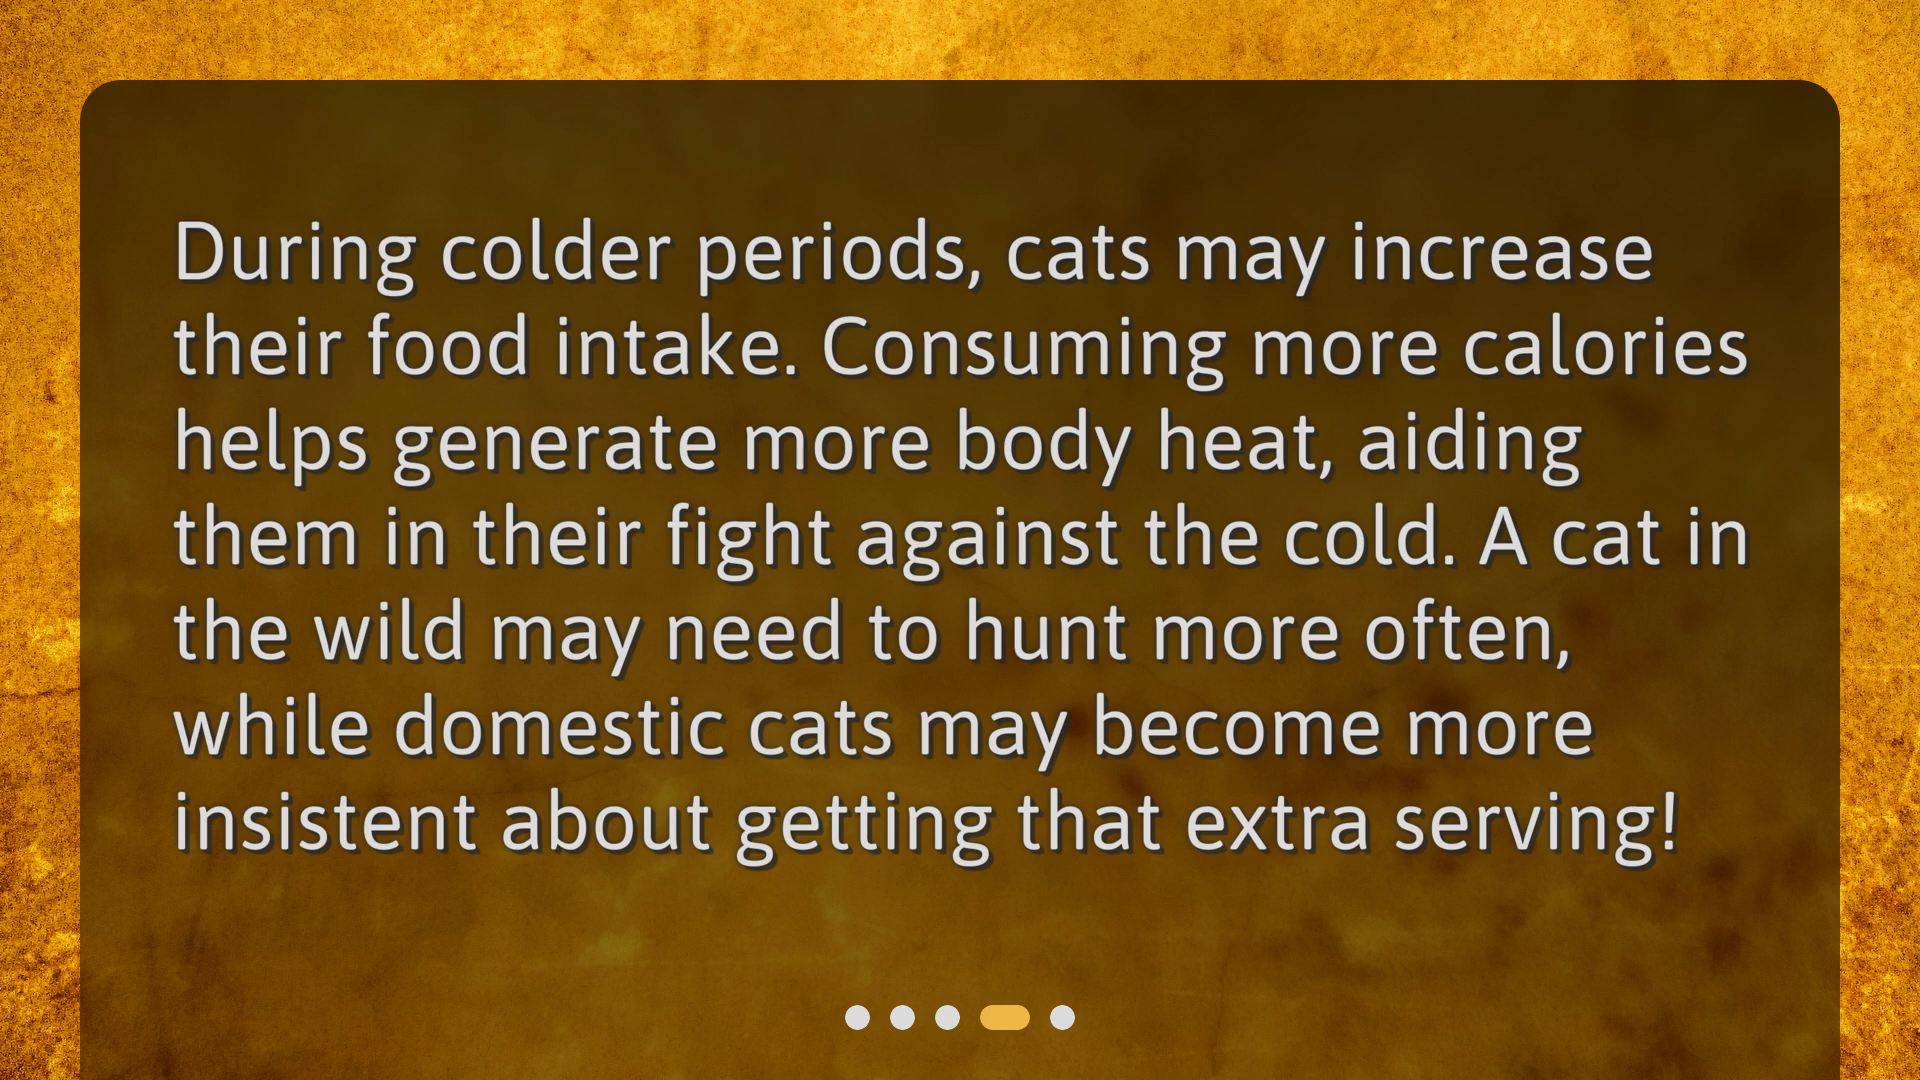 During colder periods, cats may increase
their food intake. Consuming more calories
helps generate more body heat, aiding
them in their fight against the cold. A cat in
the wild may need to hunt more often,
while domestic cats may become more
insistent about getting that extra serving!